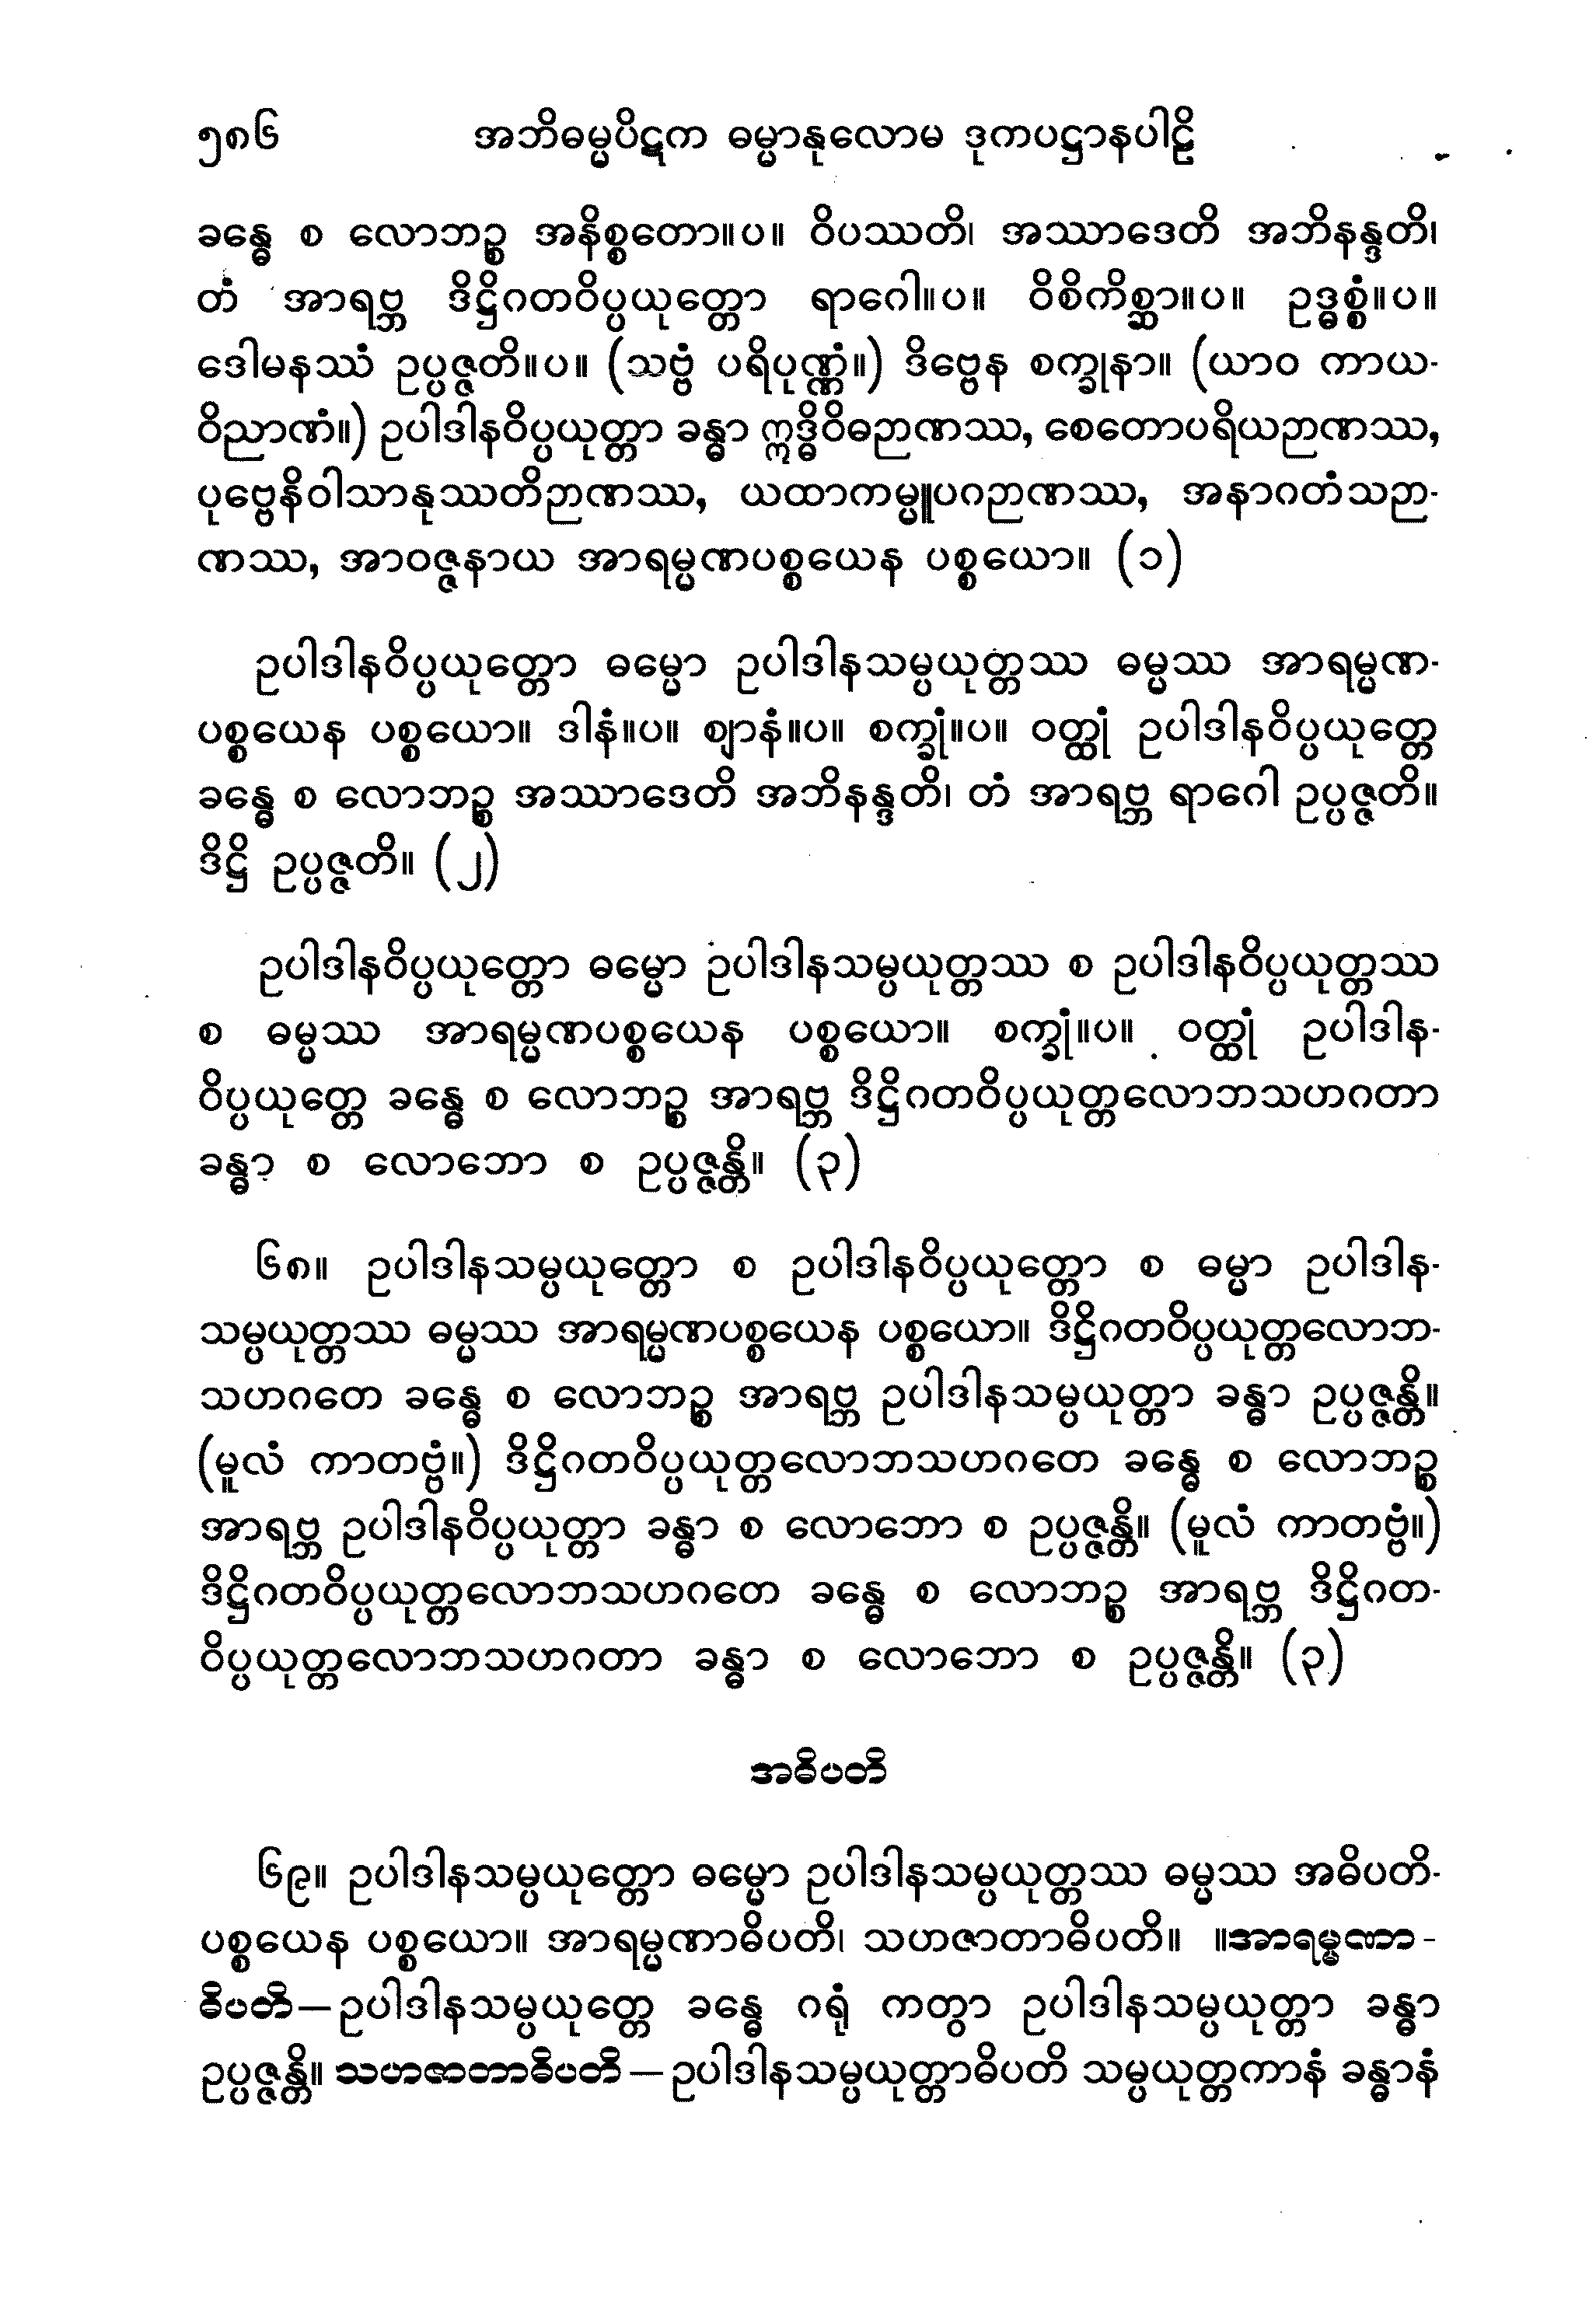 ၅၈၆ အဘိဓမ္မပိဋက ဓမ္မာနုလောမ ဒုကပဋ္ဌာနပါဠိ
ခန္ဓေ စ လောဘဉ္စ အနိစ္စတော။ပ။ ဝိပဿတိ၊ အဿာဒေတိ အဘိနန္ဒတိ၊
တံ အာရဗ္ဘ ဒိဋ္ဌိဂတဝိပ္ပယုတ္တော ရာဂေါ။ပ။ ဝိစိကိစ္ဆာ။ပ။ ဥဒ္ဓစ္စံ။ပ။
ဒေါမနဿံ ဥပ္ပဇ္ဇတိ။ပ။ (သဗ္ဗံ ပရိပုဏ္ဏံ။) ဒိဗ္ဗေန စက္ခုနာ။ (ယာဝ ကာယ-
ဝိညာဏံ။) ဥပါဒါနဝိပ္ပယုတ္တာ ခန္ဓာ ဣဒ္ဓိဝိဓဉာဏဿ, စေတောပရိယဉာဏဿ,
ပုဗ္ဗေနိဝါသာနုဿတိဉာဏဿ, ယထာကမ္မူပဂဉာဏဿ, အနာဂတံသဉာ-
ဏဿ, အာဝဇ္ဇနာယ အာရမ္မဏပစ္စယေန ပစ္စယော။ (၁)
ဥပါဒါနဝိပ္ပယုတ္တော ဓမ္မော ဥပါဒါနသမ္ပယုတ္တဿ ဓမ္မဿ အာရမ္မဏ-
ပစ္စယေန ပစ္စယော။ ဒါနံ။ပ။ ဈာနံ။ပ။ စက္ခုံ။ပ။ ဝတ္ထုံ ဥပါဒါနဝိပ္ပယုတ္တေ
ခန္ဓေ စ လောဘဉ္စ အဿာဒေတိ အဘိနန္ဒတိ၊ တံ အာရဗ္ဘ ရာဂေါ ဥပ္ပဇ္ဇတိ။
ဒိဋ္ဌိ ဥပ္ပဇ္ဇတိ။ (၂)
ဥပါဒါနဝိပ္ပယုတ္တော ဓမ္မော ဥပါဒါနသမ္ပယုတ္တဿ စ ဥပါဒါနဝိပ္ပယုတ္တဿ
စ ဓမ္မဿ အာရမ္မဏပစ္စယေန ပစ္စယော။ စက္ခုံ။ပ။ ဝတ္ထုံ ဥပါဒါန-
ဝိပ္ပယုတ္တေ ခန္ဓေ စ လောဘဉ္စ အာရဗ္ဘ ဒိဋ္ဌိဂတဝိပ္ပယုတ္တလောဘသဟဂတာ
ခန္ဓာ စ လောဘော စ ဥပ္ပဇ္ဇန္တိ။ (၃)
၆၈။ ဥပါဒါနသမ္ပယုတ္တော စ ဥပါဒါနဝိပ္ပယုတ္တော စ ဓမ္မာ ဥပါဒါန-
သမ္ပယုတ္တဿ ဓမ္မဿ အာရမ္မဏပစ္စယေန ပစ္စယော။ ဒိဋ္ဌိဂတဝိပ္ပယုတ္တလောဘ-
သဟဂတေ ခန္ဓေ စ လောဘဉ္စ အာရဗ္ဘ ဥပါဒါနသမ္ပယုတ္တာ ခန္ဓာ ဥပ္ပဇ္ဇန္တိ။
(မူလံ ကာတဗ္ဗံ။) ဒိဋ္ဌိဂတဝိပ္ပယုတ္တလောဘသဟဂတေ ခန္ဓေ စ လောဘဉ္စ
အာရဗ္ဘ ဥပါဒါနဝိပ္ပယုတ္တာ ခန္ဓာ စ လောဘော စ ဥပ္ပဇ္ဇန္တိ။ (မူလံ ကာတဗ္ဗံ။)
ဒိဋ္ဌိဂတဝိပ္ပယုတ္တလောဘသဟဂတေ ခန္ဓေ စ လောဘဉ္စ အာရဗ္ဘ ဒိဋ္ဌိဂတ-
ဝိပ္ပယုတ္တလောဘသဟဂတာ ခန္ဓာ စ လောဘော စ ဥပ္ပဇ္ဇန္တိ။ (၃)
အဓိပတိ
၆၉။ ဥပါဒါနသမ္ပယုတ္တော ဓမ္မော ဥပါဒါနသမ္ပယုတ္တဿ ဓမ္မဿ အဓိပတိ-
ပစ္စယေန ပစ္စယော။ အာရမ္မဏာဓိပတိ၊ သဟဇာတာဓိပတိ။ ။အာရမ္မဏာ-
ဓိပတိ—ဥပါဒါနသမ္ပယုတ္တေ ခန္ဓေ ဂရုံ ကတွာ ဥပါဒါနသမ္ပယုတ္တာ ခန္ဓာ
ဥပ္ပဇ္ဇန္တိ။ သဟဇာတာဓိပတိ—ဥပါဒါနသမ္ပယုတ္တာဓိပတိ သမ္ပယုတ္တကာနံ ခန္ဓာနံ